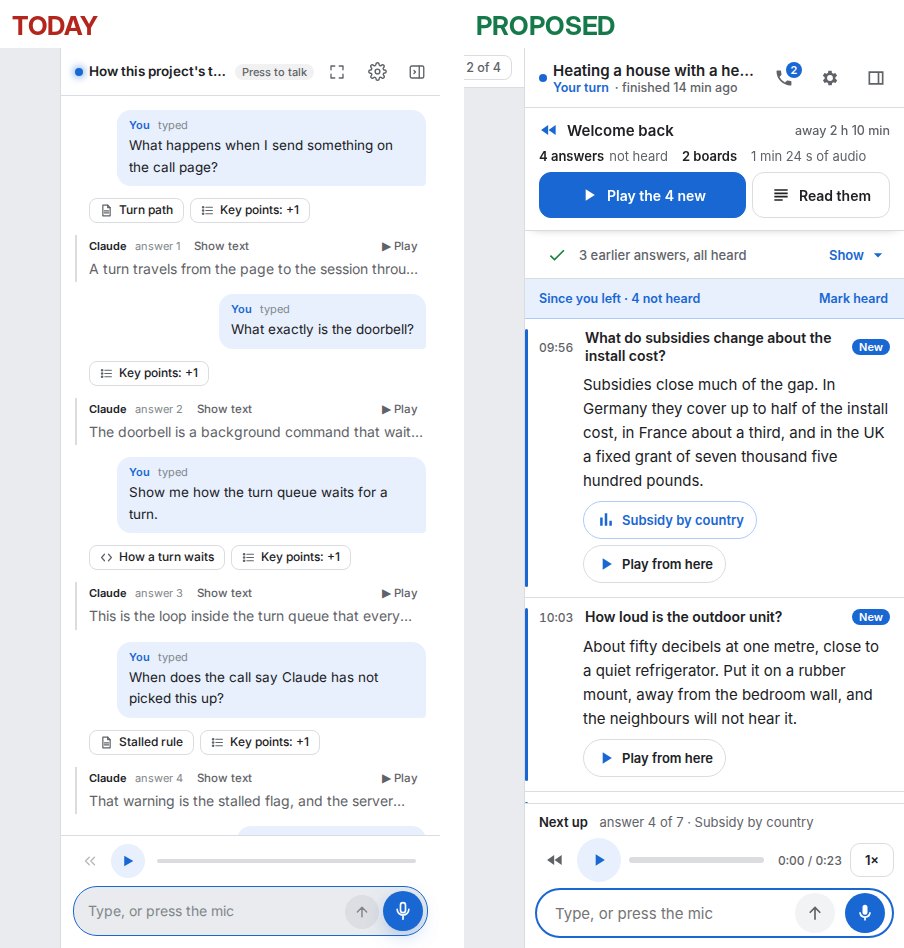 TODAY
How this project's t...
Press to talk
You typed
What happens when I send something on
the call page?
Turn path
Key points: +1
Claude answer 1 Show text ▶ Play
A turn travels from the page to the session throu...
You typed
What exactly is the doorbell?
Key points: +1
Claude answer 2 Show text ▶ Play
The doorbell is a background command that wait...
You typed
Show me how the turn queue waits for a
turn.
How a turn waits
Key points: +1
Claude answer 3 Show text ▶ Play
This is the loop inside the turn queue that every...
You typed
When does the call say Claude has not
picked this up?
Stalled rule
Key points: +1
Claude answer 4 Show text ▶ Play
That warning is the stalled flag, and the server...
Type, or press the mic
PROPOSED
2 of 4
Heating a house with a he...
Your turn · finished 14 min ago
2
Welcome back
away 2 h 10 min
4 answers not heard 2 boards 1 min 24 s of audio
Play the 4 new
Read them
3 earlier answers, all heard
Show
Since you left · 4 not heard
Mark heard
09:56
What do subsidies change about the
install cost?
New
Subsidies close much of the gap. In
Germany they cover up to half of the install
cost, in France about a third, and in the UK
a fixed grant of seven thousand five
hundred pounds.
Subsidy by country
Play from here
10:03
How loud is the outdoor unit?
New
About fifty decibels at one metre, close to
a quiet refrigerator. Put it on a rubber
mount, away from the bedroom wall, and
the neighbours will not hear it.
Play from here
Next up answer 4 of 7 · Subsidy by country
0:00 / 0:23
1×
Type, or press the mic